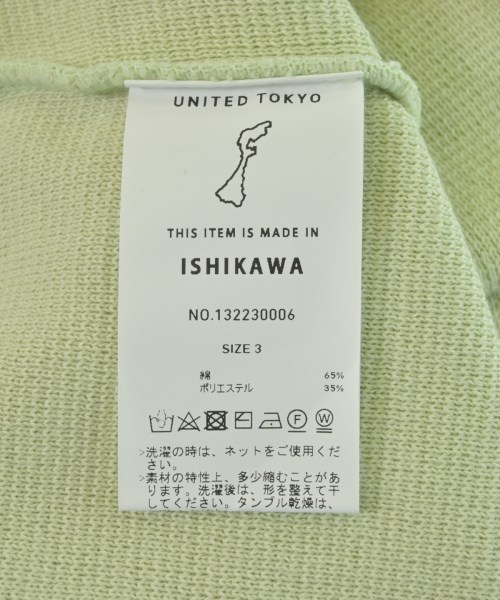 UNITED TOKYO
THIS ITEM IS MADE IN
ISHIKAWA
NO.132230006
SIZE 3
綿 65%
ポリエステル 35%
F W
>洗濯の時は、ネットをご使用くだ
さい。
>素材の特性上、多少縮むことがあ
ります。洗濯後は、形を整えて干
してください。タンブル乾燥は、